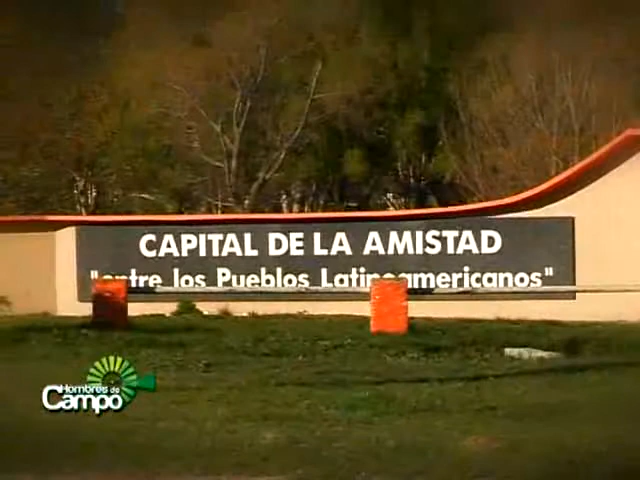 CAPITAL DE LA AMISTAD
"entre los Pueblos Latinoamericanos"
Hombres de
Campo